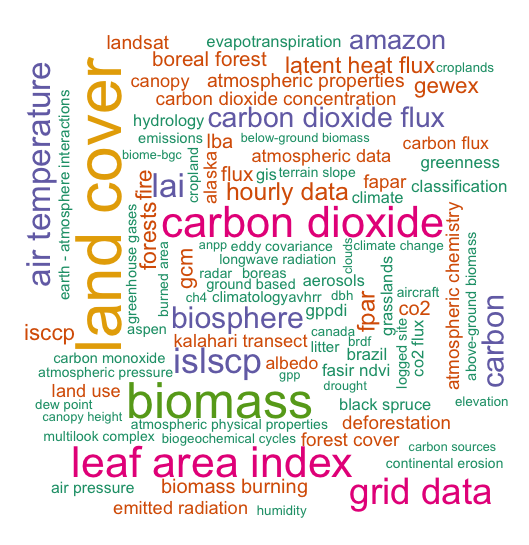 landsat
evapotranspiration
amazon
boreal forest
latent heat flux
croplands
canopy
atmospheric properties
gewex
carbon dioxide concentration
hydrology
carbon dioxide flux
emissions
lba
below-ground biomass
carbon flux
biome-bgc
atmospheric data
greenness
air temperature
earth - atmosphere interactions
land cover
greenhouse gases
forests
fire
burned area
lai
cropland
alaska
flux
gis
terrain slope
fapar
classification
hourly data
climate
carbon dioxide
gcm
anpp
eddy covariance
clouds
climate change
longwave radiation
radar
boreas
ground based
aerosols
ch4
climatology
avhrr
dbh
aircraft
biosphere
gppdi
fpar
grasslands
co2
atmospheric chemistry
above-ground biomass
carbon
isccp
aspen
kalahari transect
canada
litter
brdf
brazil
logged site
co2 flux
carbon monoxide
islscp
albedo
fasir ndvi
atmospheric pressure
gpp
drought
land use
biomass
black spruce
elevation
dew point
canopy height
atmospheric physical properties
deforestation
multilook complex
biogeochemical cycles
forest cover
carbon sources
leaf area index
continental erosion
air pressure
biomass burning
grid data
emitted radiation
humidity